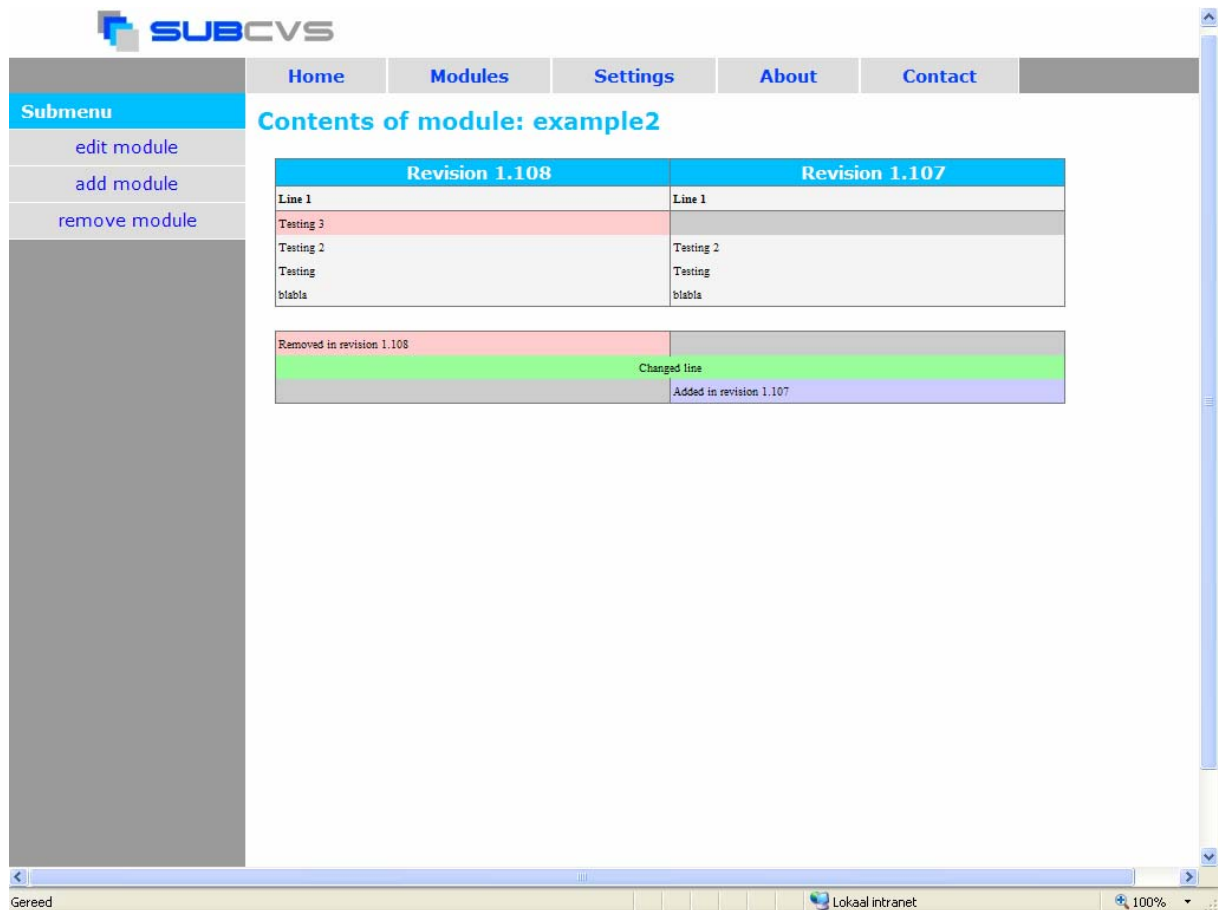 SUBCVS
Home Modules Settings About Contact
Submenu
edit module
add module
remove module
Contents of module: example2
Revision 1.108 Revision 1.107
Line 1 Line 1
Testing 3
Testing 2 Testing 2
Testing Testing
blabla blabla
Removed in revision 1.108
Changed line
Added in revision 1.107
Gereed Lokaal intranet 100%